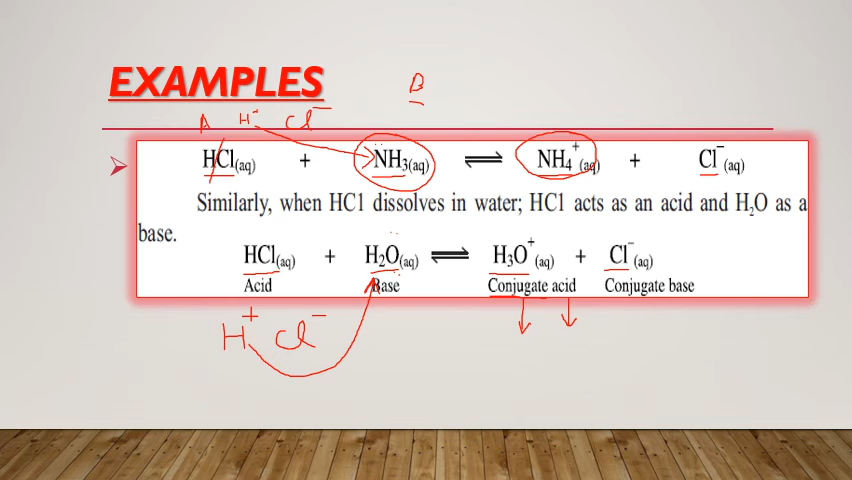 EXAMPLES
B
A H⁺ Cl⁻
HCl(aq) + NH₃(aq) ⇌ NH₄⁺(aq) + Cl⁻(aq)
Similarly, when HC1 dissolves in water; HC1 acts as an acid and H₂O as a
base.
HCl(aq) + H₂O(aq) ⇌ H₃O⁺(aq) + Cl⁻(aq)
Acid Base Conjugate acid Conjugate base
H⁺ Cl⁻